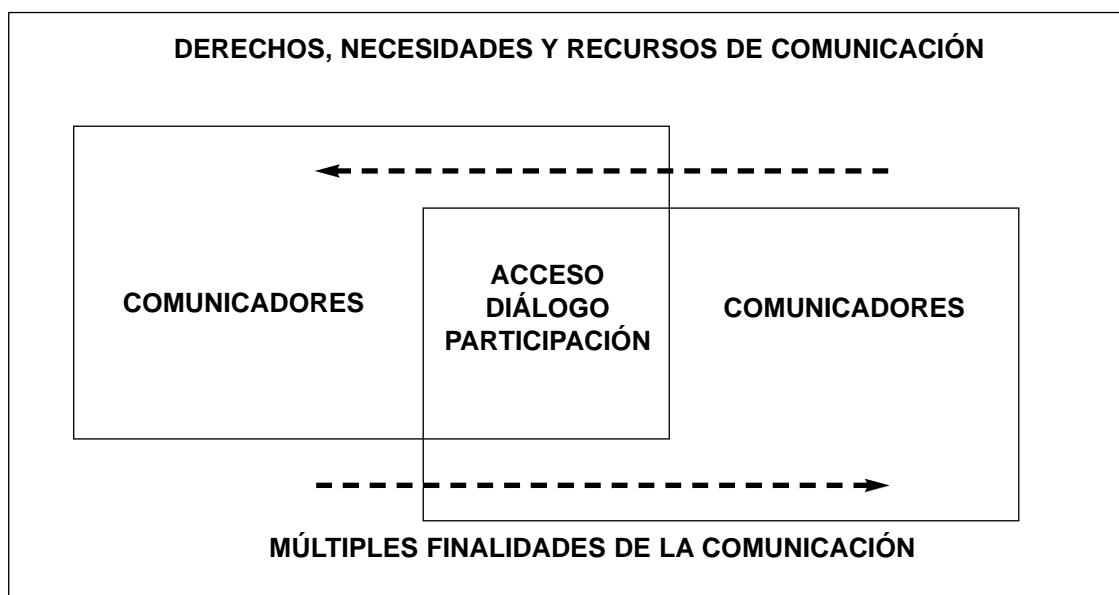 DERECHOS, NECESIDADES Y RECURSOS DE COMUNICACIÓN
COMUNICADORES
ACCESO
DIÁLOGO
PARTICIPACIÓN
COMUNICADORES
MÚLTIPLES FINALIDADES DE LA COMUNICACIÓN